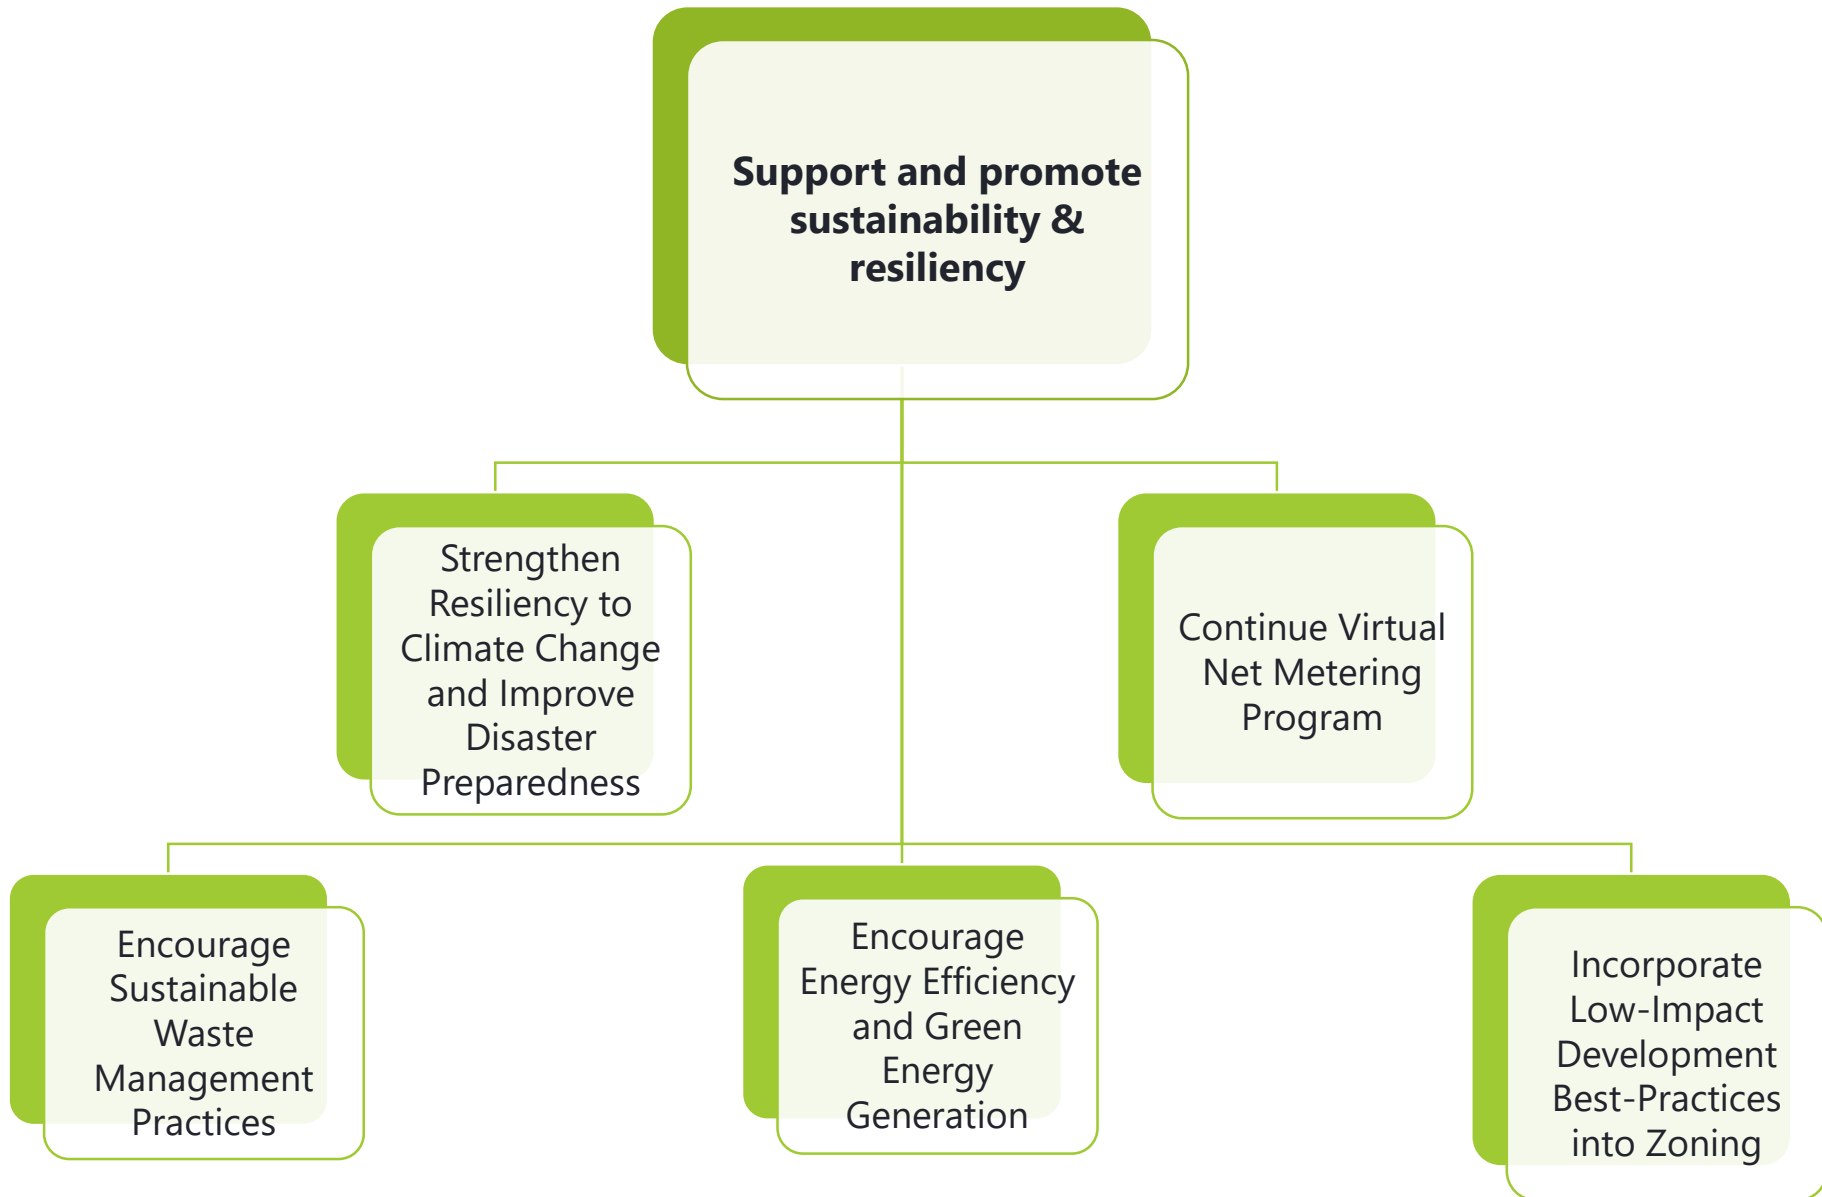 Support and promote
sustainability &
resiliency
Strengthen
Resiliency to
Climate Change
and Improve
Disaster
Preparedness
Continue Virtual
Net Metering
Program
Encourage
Sustainable
Waste
Management
Practices
Encourage
Energy Efficiency
and Green
Energy
Generation
Incorporate
Low-Impact
Development
Best-Practices
into Zoning